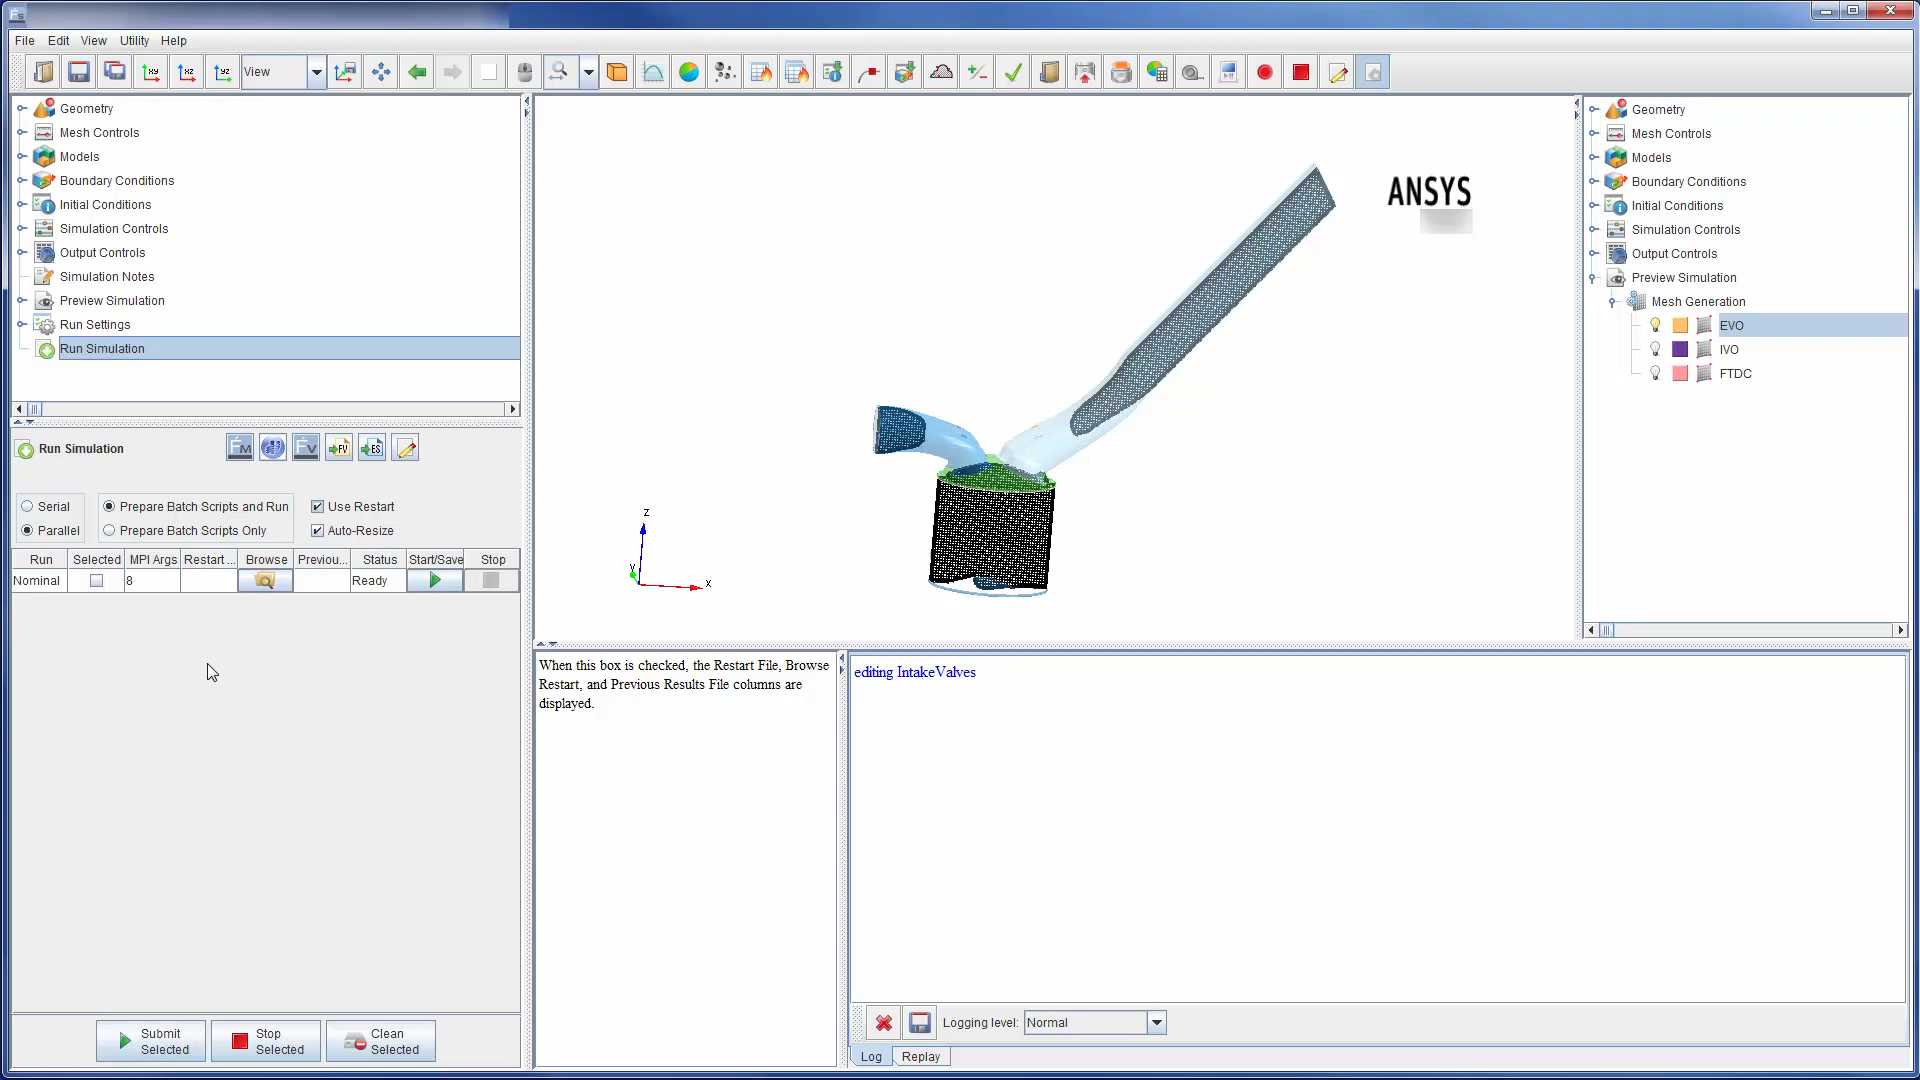 File Edit View Utility Help
View
Geometry
Mesh Controls
Models
Boundary Conditions
Initial Conditions
Simulation Controls
Output Controls
Simulation Notes
Preview Simulation
Run Settings
Run Simulation
Run Simulation
FM
FV
FV
ES
Serial
Prepare Batch Scripts and Run
Use Restart
Parallel
Prepare Batch Scripts Only
Auto-Resize
Run Selected MPI Args Restart ... Browse Previou... Status Start/Save Stop
Nominal 8 Ready
Submit Selected
Stop Selected
Clean Selected
ANSYS
z
y
x
When this box is checked, the Restart File, Browse
Restart, and Previous Results File columns are
displayed.
editing IntakeValves
Logging level: Normal
Log Replay
Geometry
Mesh Controls
Models
Boundary Conditions
Initial Conditions
Simulation Controls
Output Controls
Preview Simulation
Mesh Generation
EVO
IVO
FTDC